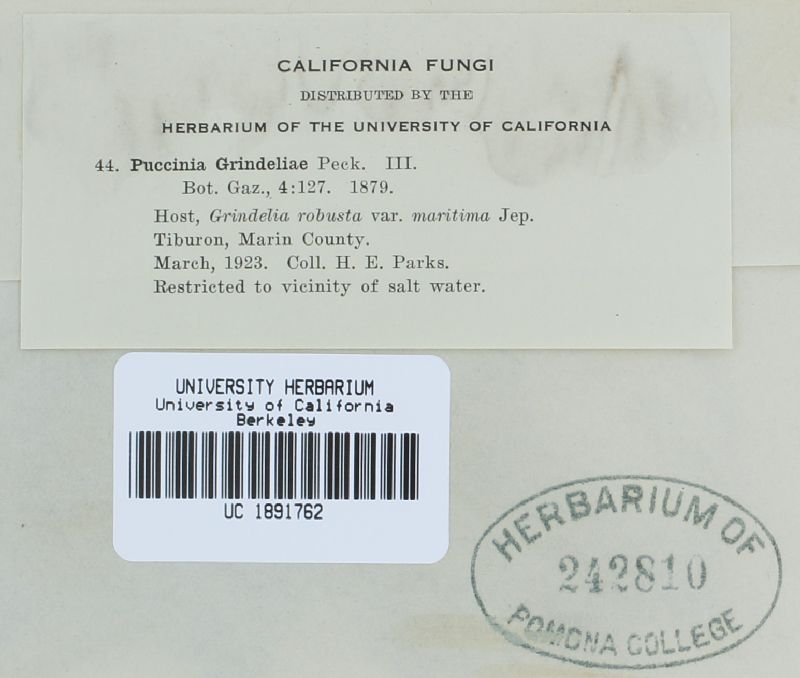 CALIFORNIA FUNGI
DISTRIBUTED BY THE
HERBARIUM OF THE UNIVERSITY OF CALIFORNIA
44. Puccinia Grindeliae Peck. III.
Bot. Gaz., 4:127. 1879.
Host, Grindelia robusta var. maritima Jep.
Tiburon, Marin County.
March, 1923. Coll. H. E. Parks.
Restricted to vicinity of salt water.
UNIVERSITY HERBARIUM
University of California
Berkeley
UC 1891762
HERBARIUM OF
242810
POMONA COLLEGE